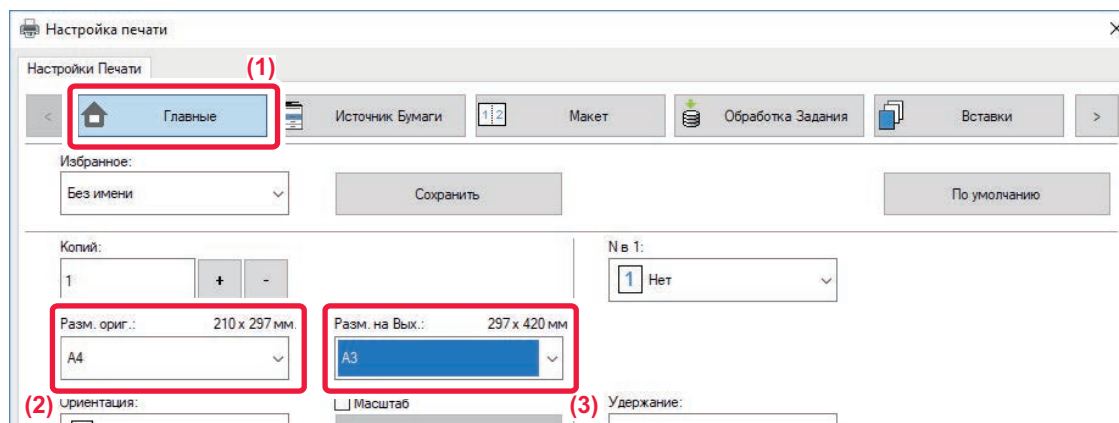 Настройка печати
Настройки Печати
(1)
< Главные Источник Бумаги 1 2 Макет Обработка Задания Вставки >
Избранное:
Без имени Сохранить По умолчанию
Копий: N в 1:
1 + - 1 Нет
Разм. ориг.: 210 x 297 мм. Разм. на Вых.: 297 x 420 мм
A4 A3
(2) Ориентация: Масштаб (3) Удержание: